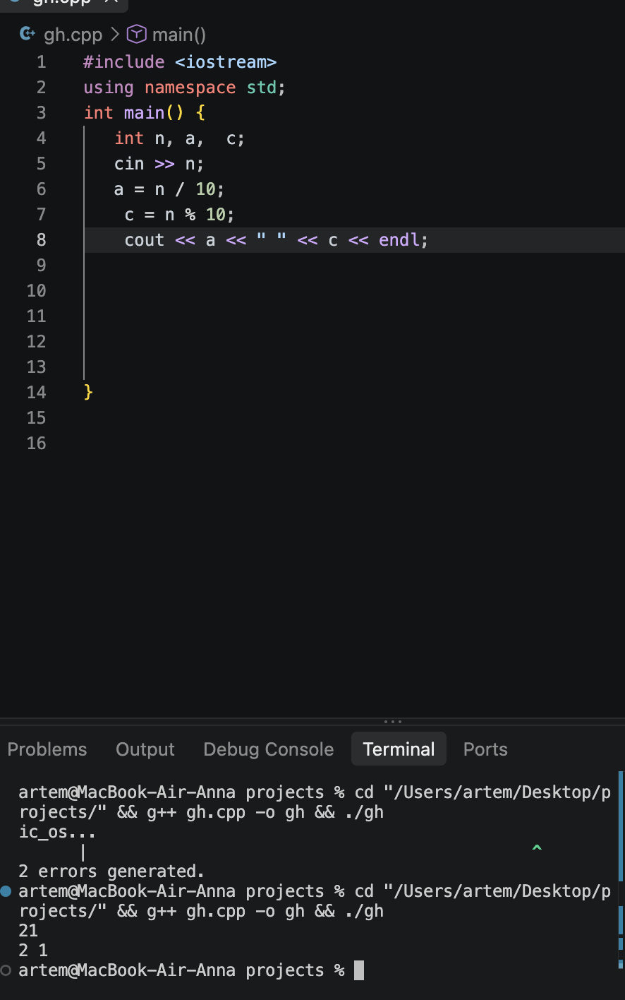 gh.cpp
gh.cpp > main()
1 #include <iostream>
2 using namespace std;
3 int main() {
4 int n, a,  c;
5 cin >> n;
6 a = n / 10;
7 c = n % 10;
8 cout << a << " " << c << endl;
9
10
11
12
13
14 }
15
16
Problems Output Debug Console Terminal Ports
artem@MacBook-Air-Anna projects % cd "/Users/artem/Desktop/p
rojects/" && g++ gh.cpp -o gh && ./gh
ic_os...
| ^
2 errors generated.
artem@MacBook-Air-Anna projects % cd "/Users/artem/Desktop/p
rojects/" && g++ gh.cpp -o gh && ./gh
21
2 1
artem@MacBook-Air-Anna projects %